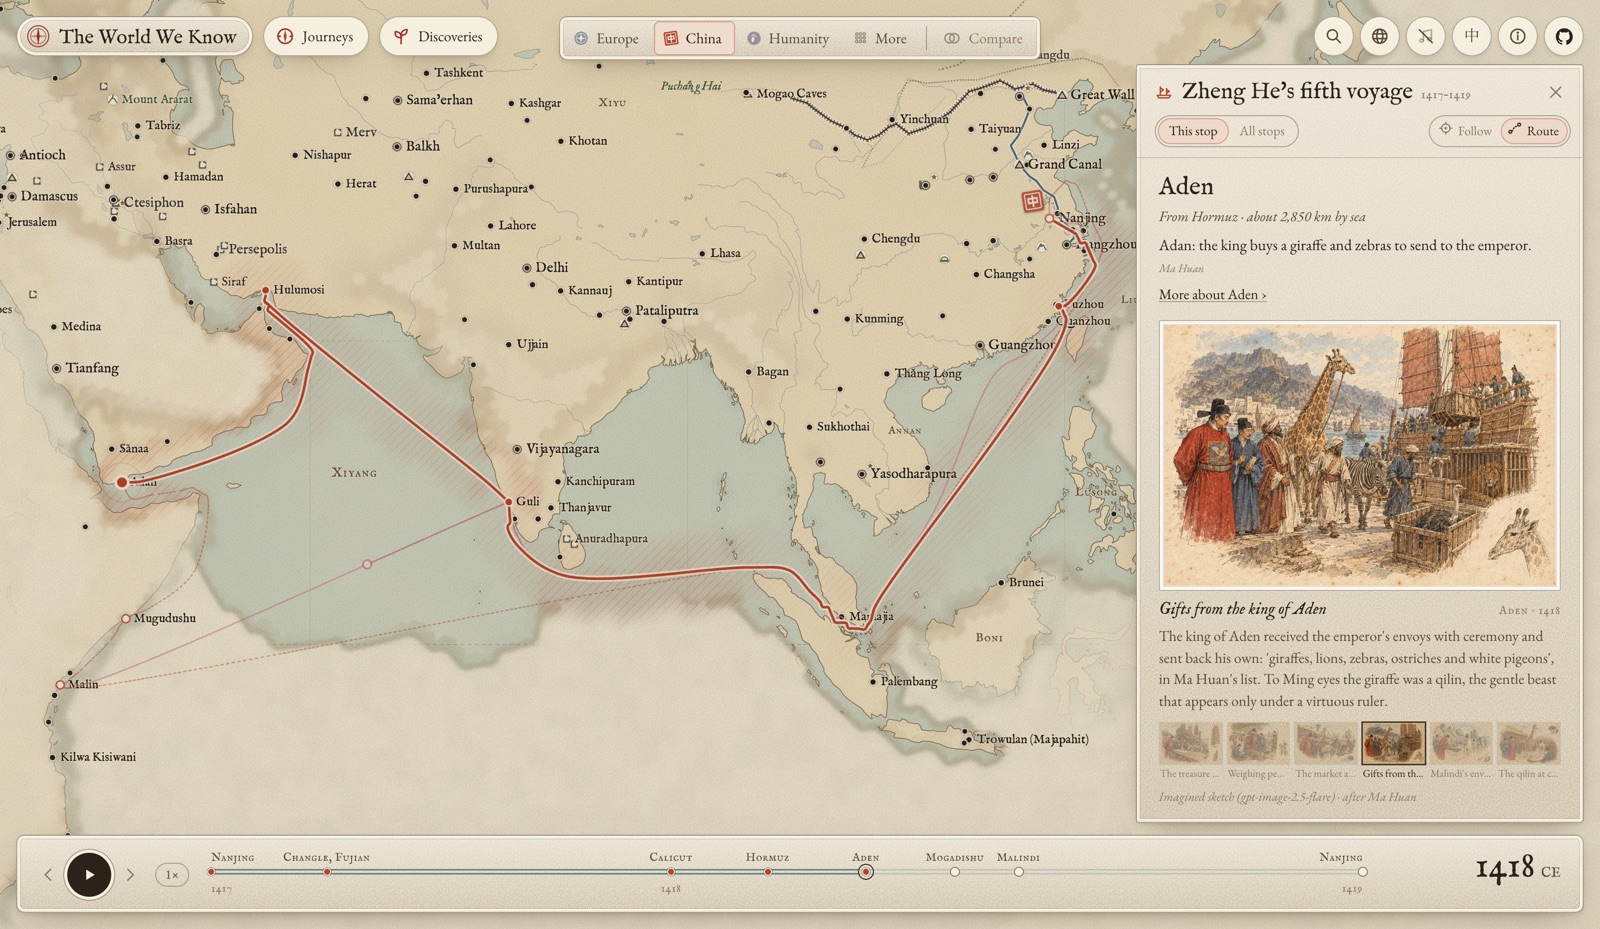 The World We Know
Journeys
Discoveries
Europe
China
Humanity
More
Compare
中
Zheng He's fifth voyage 1417–1419
This stop
All stops
Follow
Route
Aden
From Hormuz · about 2,850 km by sea
Adan: the king buys a giraffe and zebras to send to the emperor.
Ma Huan
More about Aden ›
Gifts from the king of Aden
Aden · 1418
The king of Aden received the emperor's envoys with ceremony and
sent back his own: 'giraffes, lions, zebras, ostriches and white pigeons',
in Ma Huan's list. To Ming eyes the giraffe was a qilin, the gentle beast
that appears only under a virtuous ruler.
The treasure ...
Weighing pe...
The market a...
Gifts from th...
Malindi's env...
The qilin at c...
Imagined sketch (gpt-image-2.5-flare) · after Ma Huan
Tashkent
Sama'erhan
Kashgar
Xiyu
Puchang Hai
Mogao Caves
Great Wall
Mount Ararat
Tabriz
Merv
Balkh
Khotan
Yinchuan
Taiyuan
Linzi
Antioch
Assur
Nishapur
Grand Canal
Hamadan
Herat
Purushapura
Damascus
Ctesiphon
Isfahan
中
Nanjing
Jerusalem
Lahore
Basra
Persepolis
Multan
Lhasa
Chengdu
Siraf
Hulumosi
Delhi
Kantipur
Changsha
Kannauj
Pataliputra
Kunming
Medina
Ujjain
Guangzhou
Tianfang
Bagan
Thăng Long
Sukhothai
Annan
Sanaa
Vijayanagara
Xiyang
Kanchipuram
Yasodharapura
Lusong
Guli
Thanjavur
Anuradhapura
Brunei
Mugudushu
Boni
Malin
Palembang
Trowulan (Majapahit)
Kilwa Kisiwani
1×
Nanjing
Changle, Fujian
Calicut
Hormuz
Aden
Mogadishu
Malindi
Nanjing
1417
1418
1419
1418 CE